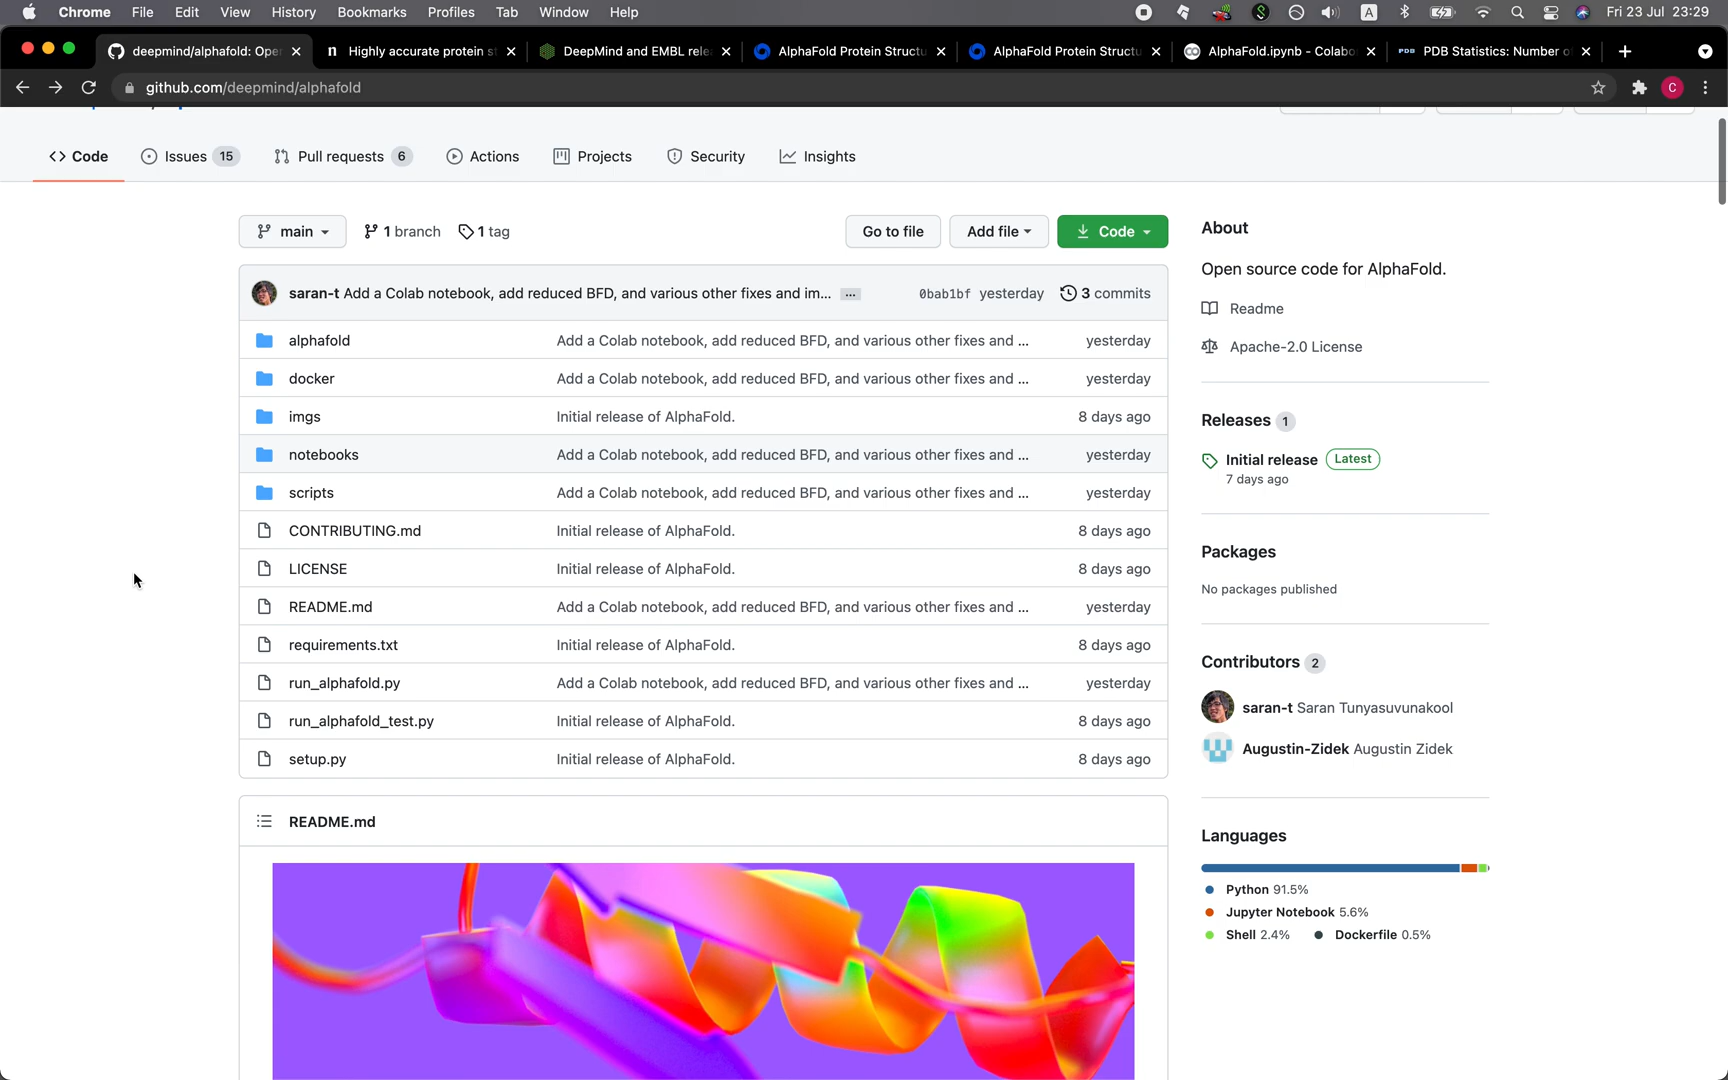 Chrome File Edit View History Bookmarks Profiles Tab Window Help A Fri 23 Jul 23:29
deepmind/alphafold: Ope Highly accurate protein s DeepMind and EMBL rele AlphaFold Protein Structu AlphaFold Protein Structu AlphaFold.ipynb - Colabo PDB PDB Statistics: Number o
github.com/deepmind/alphafold C
Code Issues 15 Pull requests 6 Actions Projects Security Insights
main 1 branch 1 tag Go to file Add file Code
saran-t Add a Colab notebook, add reduced BFD, and various other fixes and im... ... 0bab1bf yesterday 3 commits
alphafold Add a Colab notebook, add reduced BFD, and various other fixes and ... yesterday
docker Add a Colab notebook, add reduced BFD, and various other fixes and ... yesterday
imgs Initial release of AlphaFold. 8 days ago
notebooks Add a Colab notebook, add reduced BFD, and various other fixes and ... yesterday
scripts Add a Colab notebook, add reduced BFD, and various other fixes and ... yesterday
CONTRIBUTING.md Initial release of AlphaFold. 8 days ago
LICENSE Initial release of AlphaFold. 8 days ago
README.md Add a Colab notebook, add reduced BFD, and various other fixes and ... yesterday
requirements.txt Initial release of AlphaFold. 8 days ago
run_alphafold.py Add a Colab notebook, add reduced BFD, and various other fixes and ... yesterday
run_alphafold_test.py Initial release of AlphaFold. 8 days ago
setup.py Initial release of AlphaFold. 8 days ago
README.md
About
Open source code for AlphaFold.
Readme
Apache-2.0 License
Releases 1
Initial release Latest
7 days ago
Packages
No packages published
Contributors 2
saran-t Saran Tunyasuvunakool
Augustin-Zidek Augustin Zidek
Languages
Python 91.5%
Jupyter Notebook 5.6%
Shell 2.4% Dockerfile 0.5%